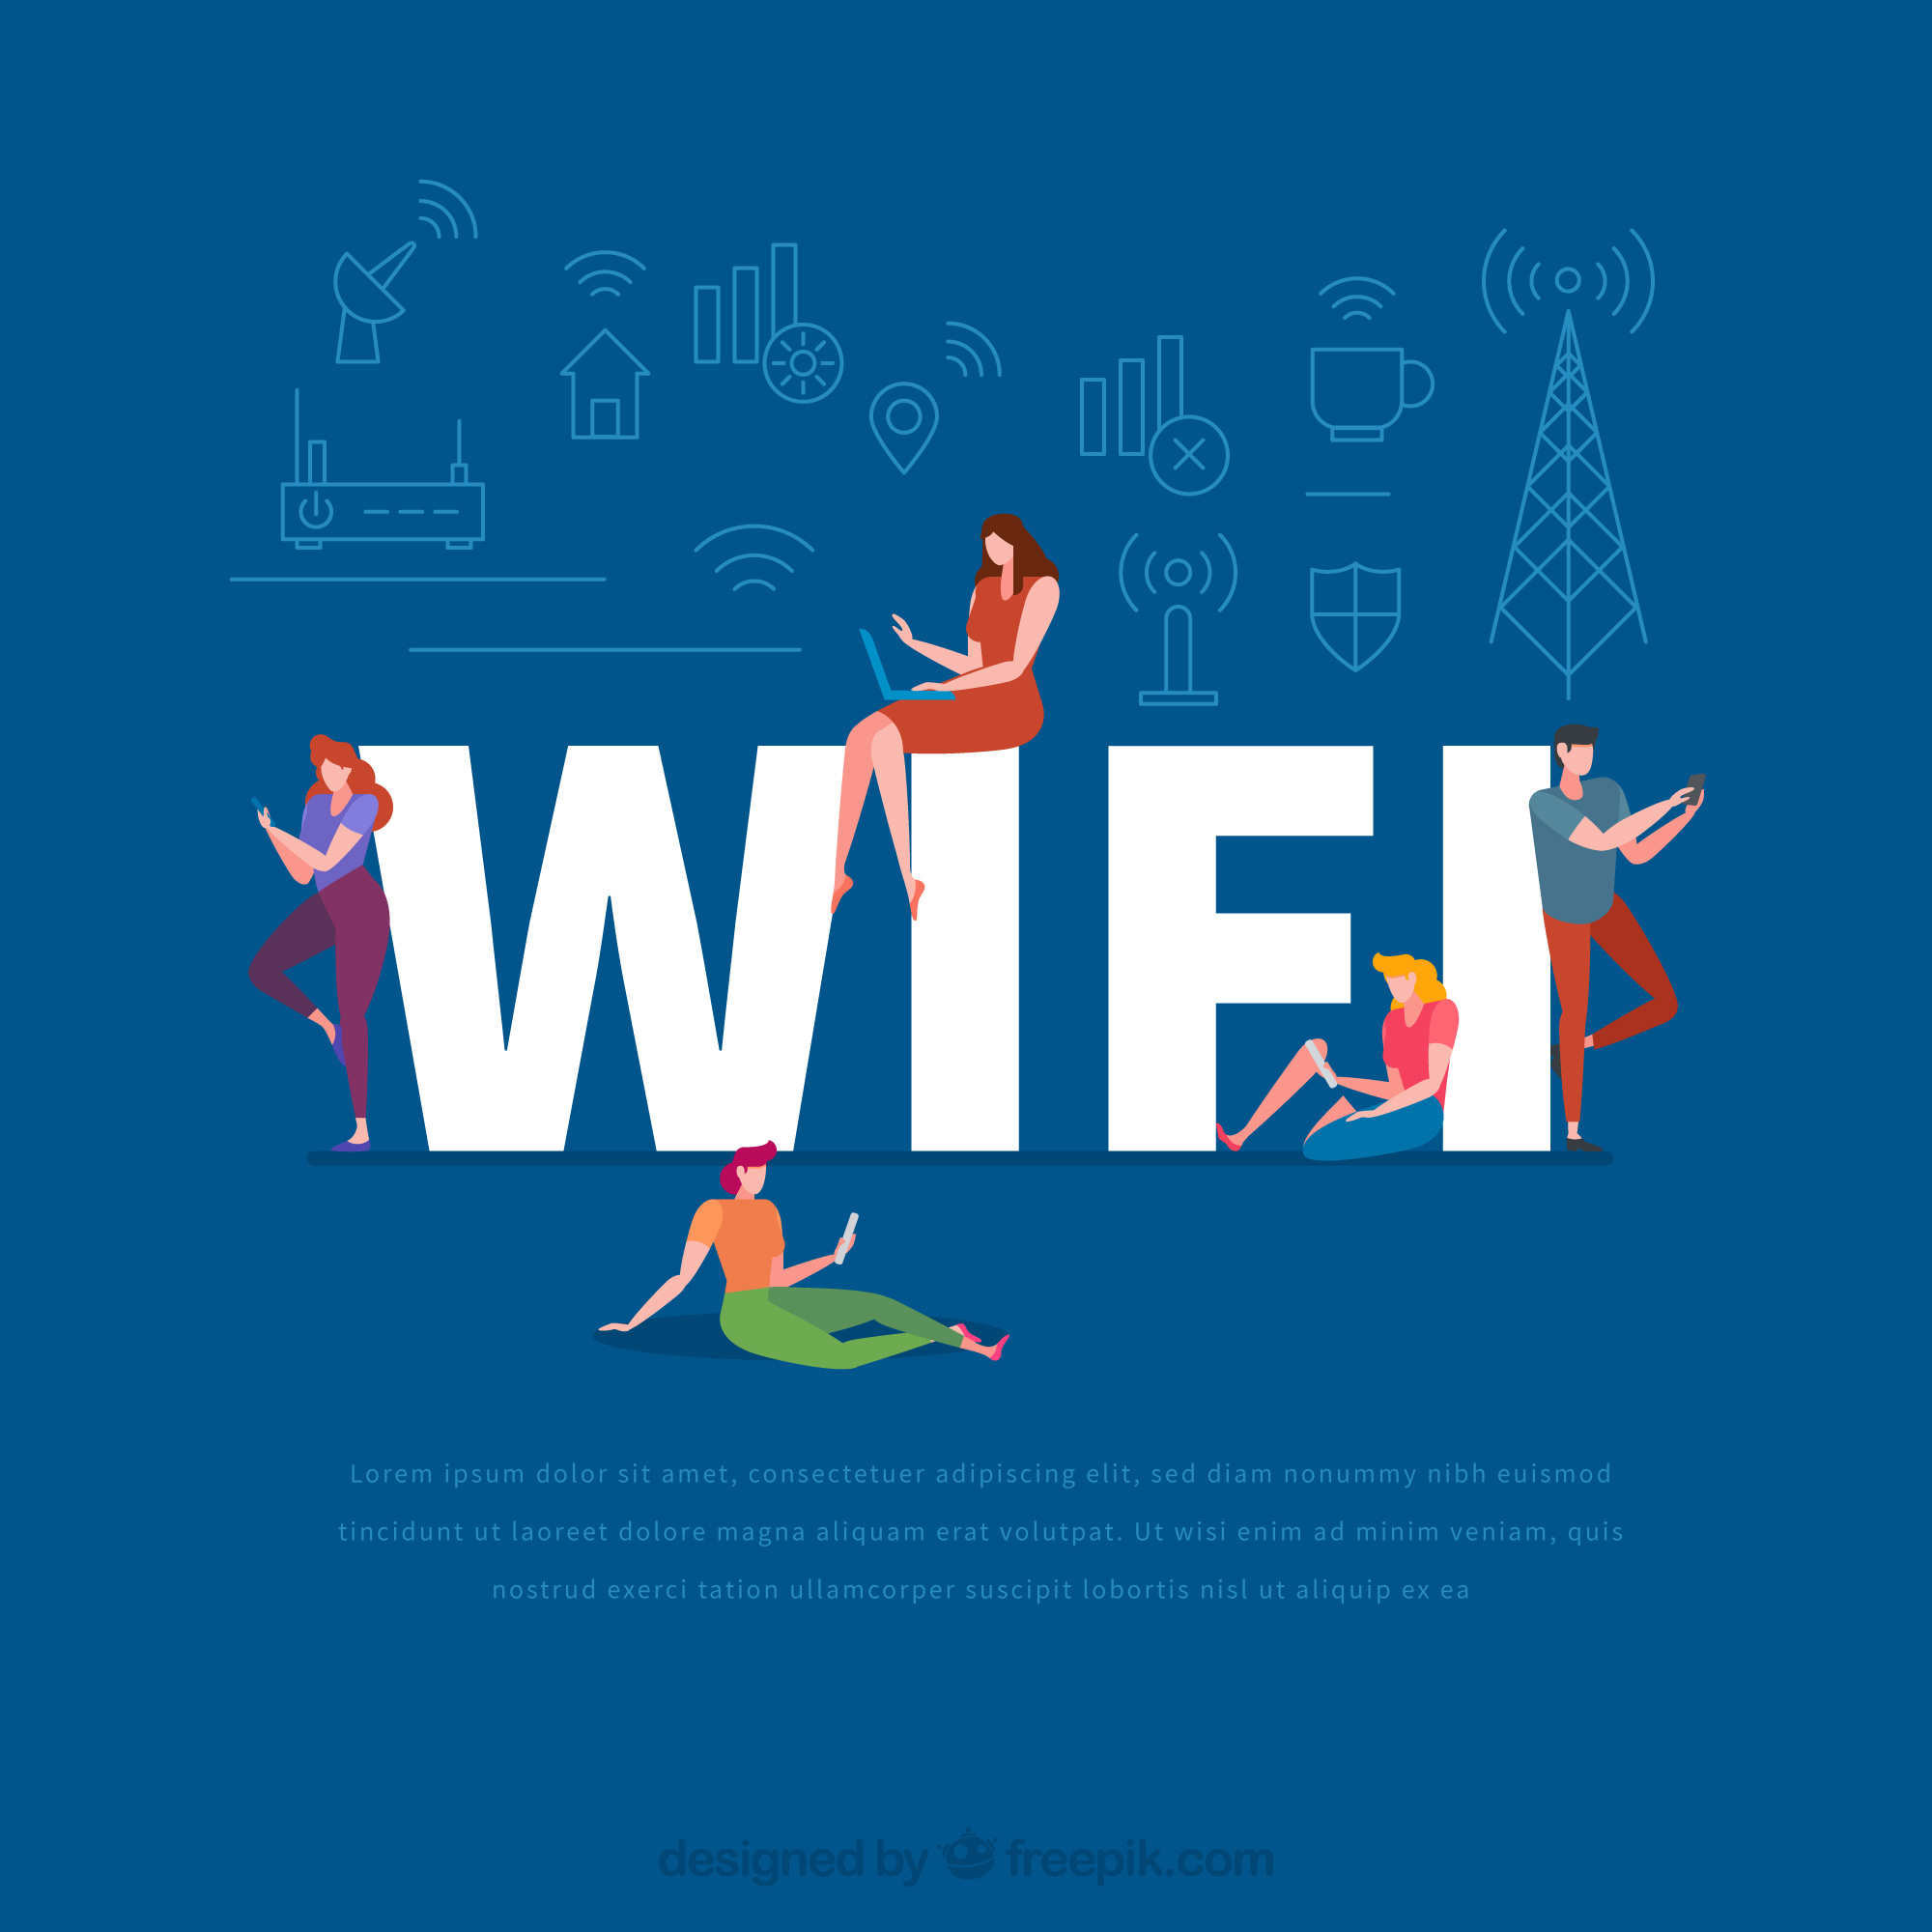 WIFI
Lorem ipsum dolor sit amet, consectetuer adipiscing elit, sed diam nonummy nibh euismod
tincidunt ut laoreet dolore magna aliquam erat volutpat. Ut wisi enim ad minim veniam, quis
nostrud exerci tation ullamcorper suscipit lobortis nisl ut aliquip ex ea
designed by freepik.com